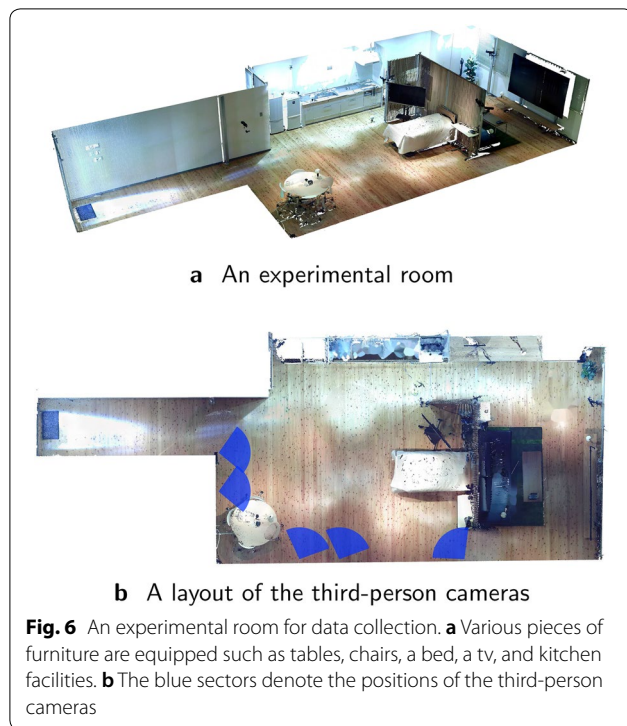 a An experimental room
b A layout of the third-person cameras
Fig. 6 An experimental room for data collection. a Various pieces of
furniture are equipped such as tables, chairs, a bed, a tv, and kitchen
facilities. b The blue sectors denote the positions of the third-person
cameras